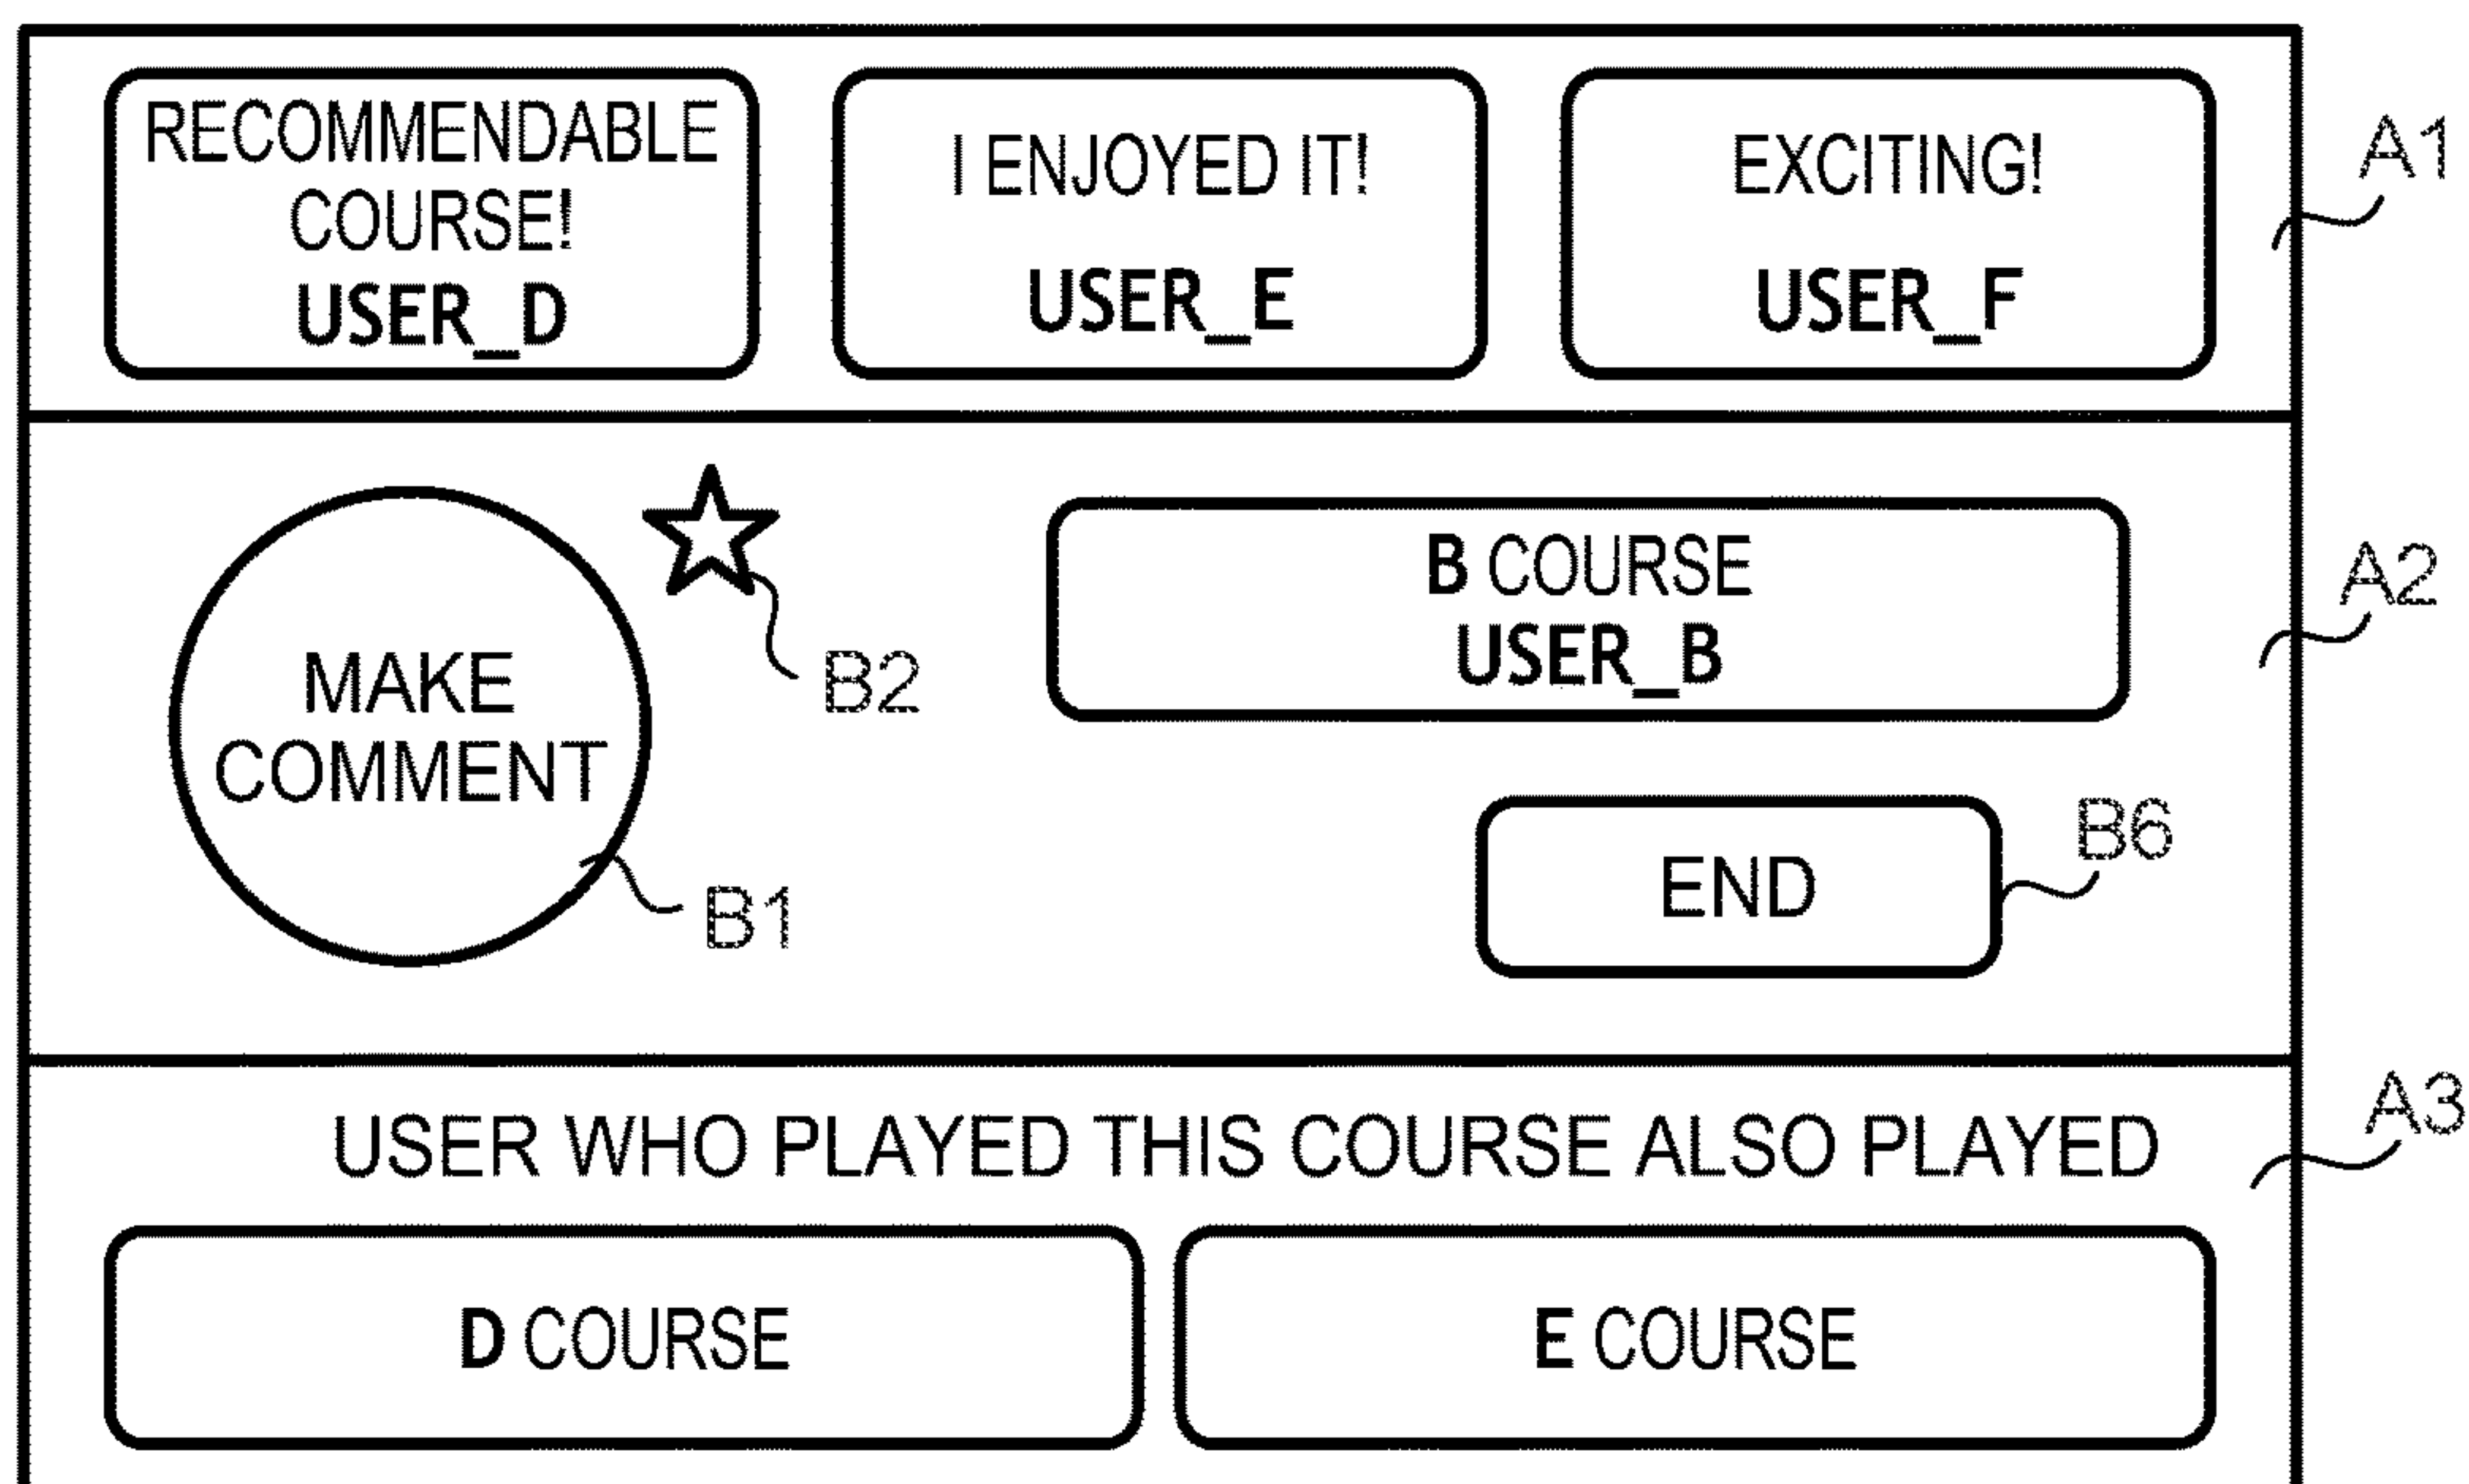 RECOMMENDABLE
COURSE!
USER_D
I ENJOYED IT!
USER_E
EXCITING!
USER_F
A1
MAKE
COMMENT
B1
B2
B COURSE
USER_B
A2
END
B6
USER WHO PLAYED THIS COURSE ALSO PLAYED
A3
D COURSE
E COURSE